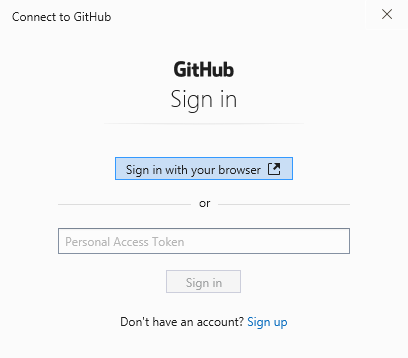 Connect to GitHub
GitHub
Sign in
Sign in with your browser
or
Personal Access Token
Sign in
Don't have an account? Sign up